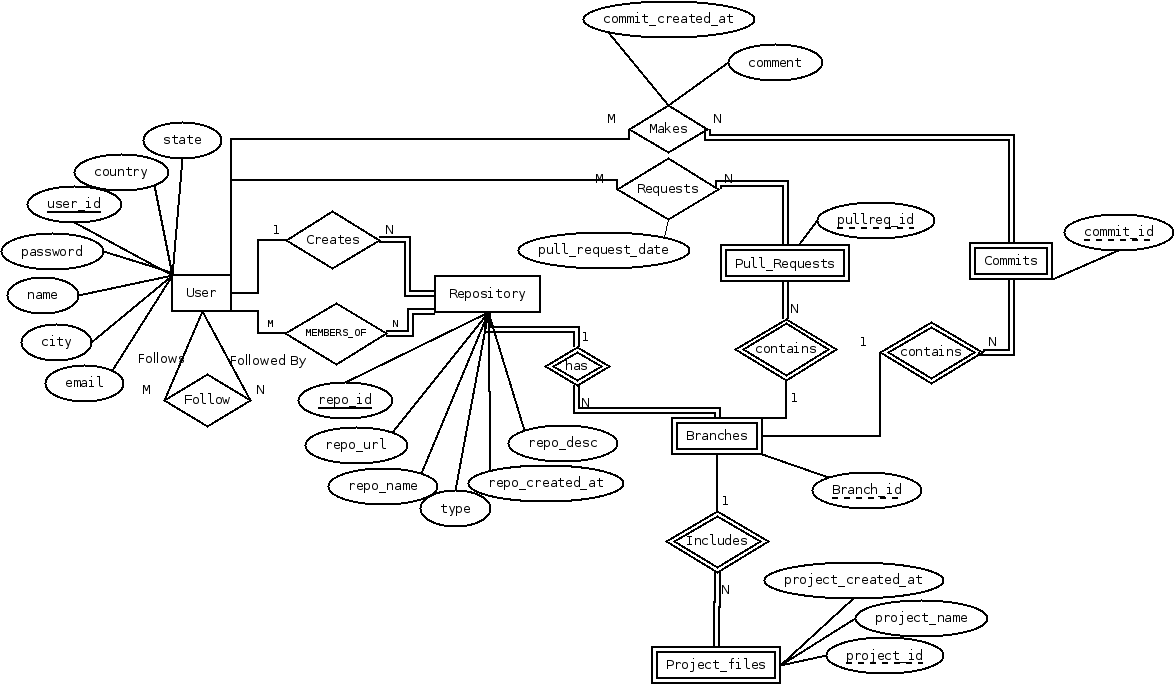 commit_created_at
comment
M
Makes
N
state
country
user_id
password
name
city
email
M
Requests
N
pull_request_date
pullreq_id
commit_id
1
Creates
N
User
Repository
Pull_Requests
Commits
M
MEMBERS_OF
N
Follows
Followed By
M
Follow
N
1
has
N
N
contains
1
1
contains
N
repo_id
repo_url
repo_name
type
repo_created_at
repo_desc
Branches
Branch_id
1
Includes
N
project_created_at
project_name
project_id
Project_files